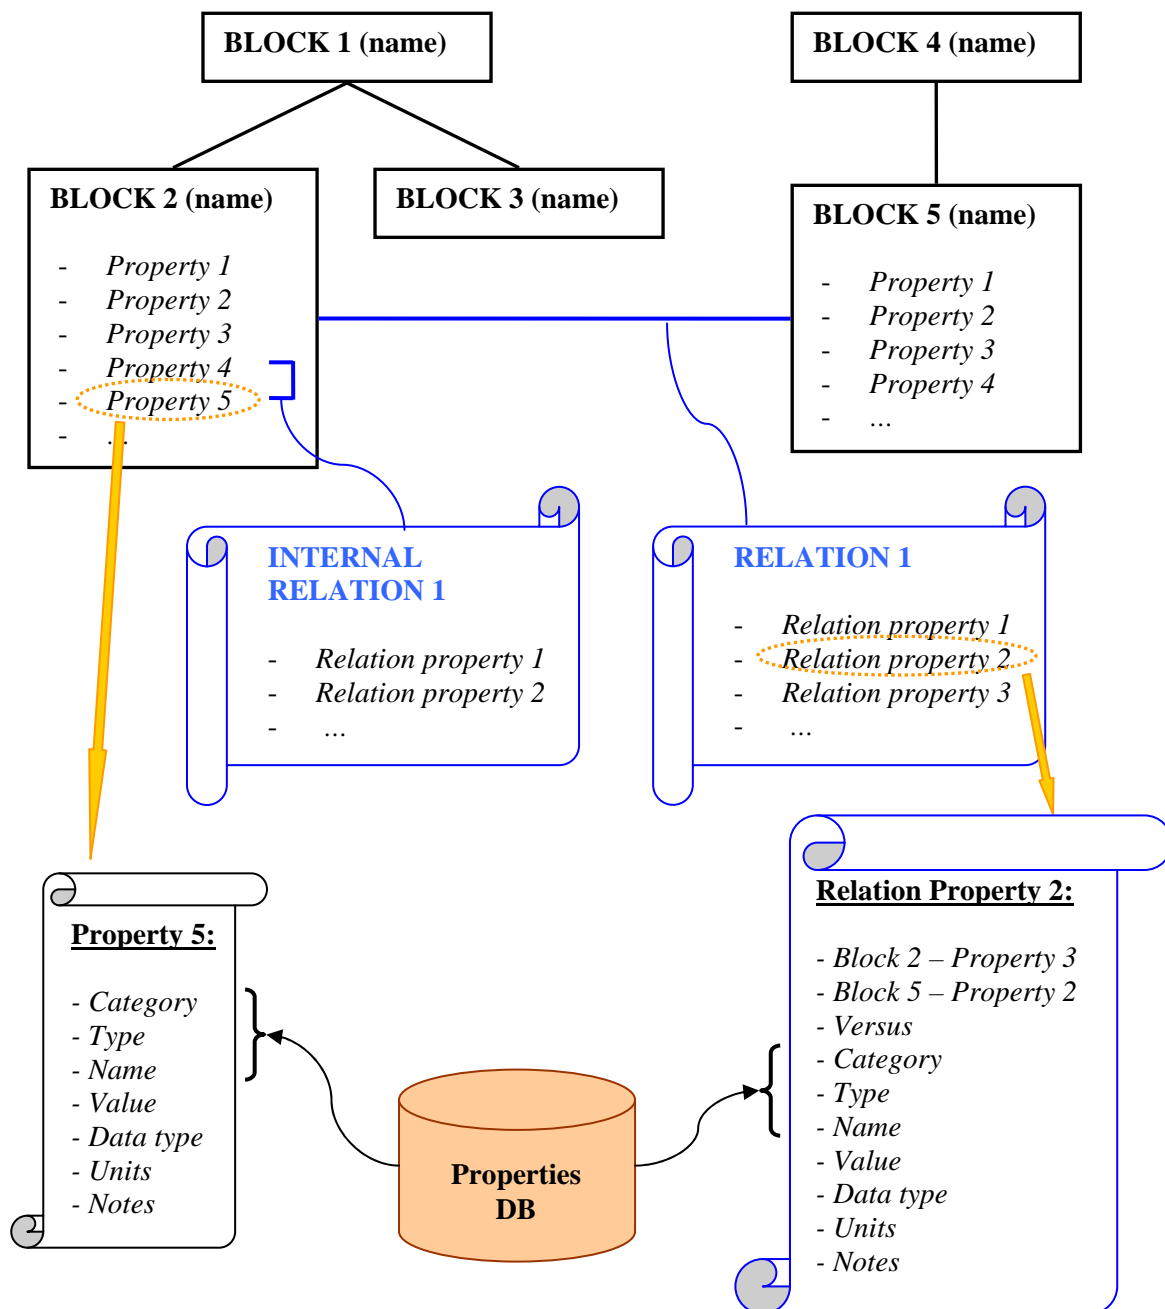 BLOCK 1 (name)
BLOCK 4 (name)
BLOCK 2 (name)
- Property 1
- Property 2
- Property 3
- Property 4
- Property 5
- ...
BLOCK 3 (name)
BLOCK 5 (name)
- Property 1
- Property 2
- Property 3
- Property 4
- ...
INTERNAL
RELATION 1
- Relation property 1
- Relation property 2
- ...
RELATION 1
- Relation property 1
- Relation property 2
- Relation property 3
- ...
Property 5:
- Category
- Type
- Name
- Value
- Data type
- Units
- Notes
Properties
DB
Relation Property 2:
- Block 2 – Property 3
- Block 5 – Property 2
- Versus
- Category
- Type
- Name
- Value
- Data type
- Units
- Notes